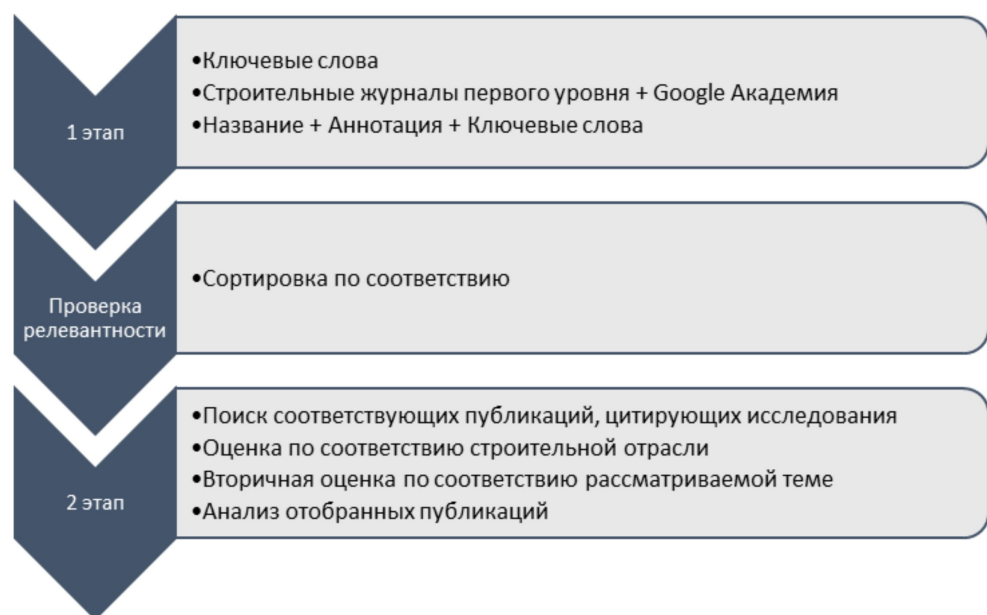 1 этап
•Ключевые слова
•Строительные журналы первого уровня + Google Академия
•Название + Аннотация + Ключевые слова
Проверка
релевантности
•Сортировка по соответствию
2 этап
•Поиск соответствующих публикаций, цитирующих исследования
•Оценка по соответствию строительной отрасли
•Вторичная оценка по соответствию рассматриваемой теме
•Анализ отобранных публикаций